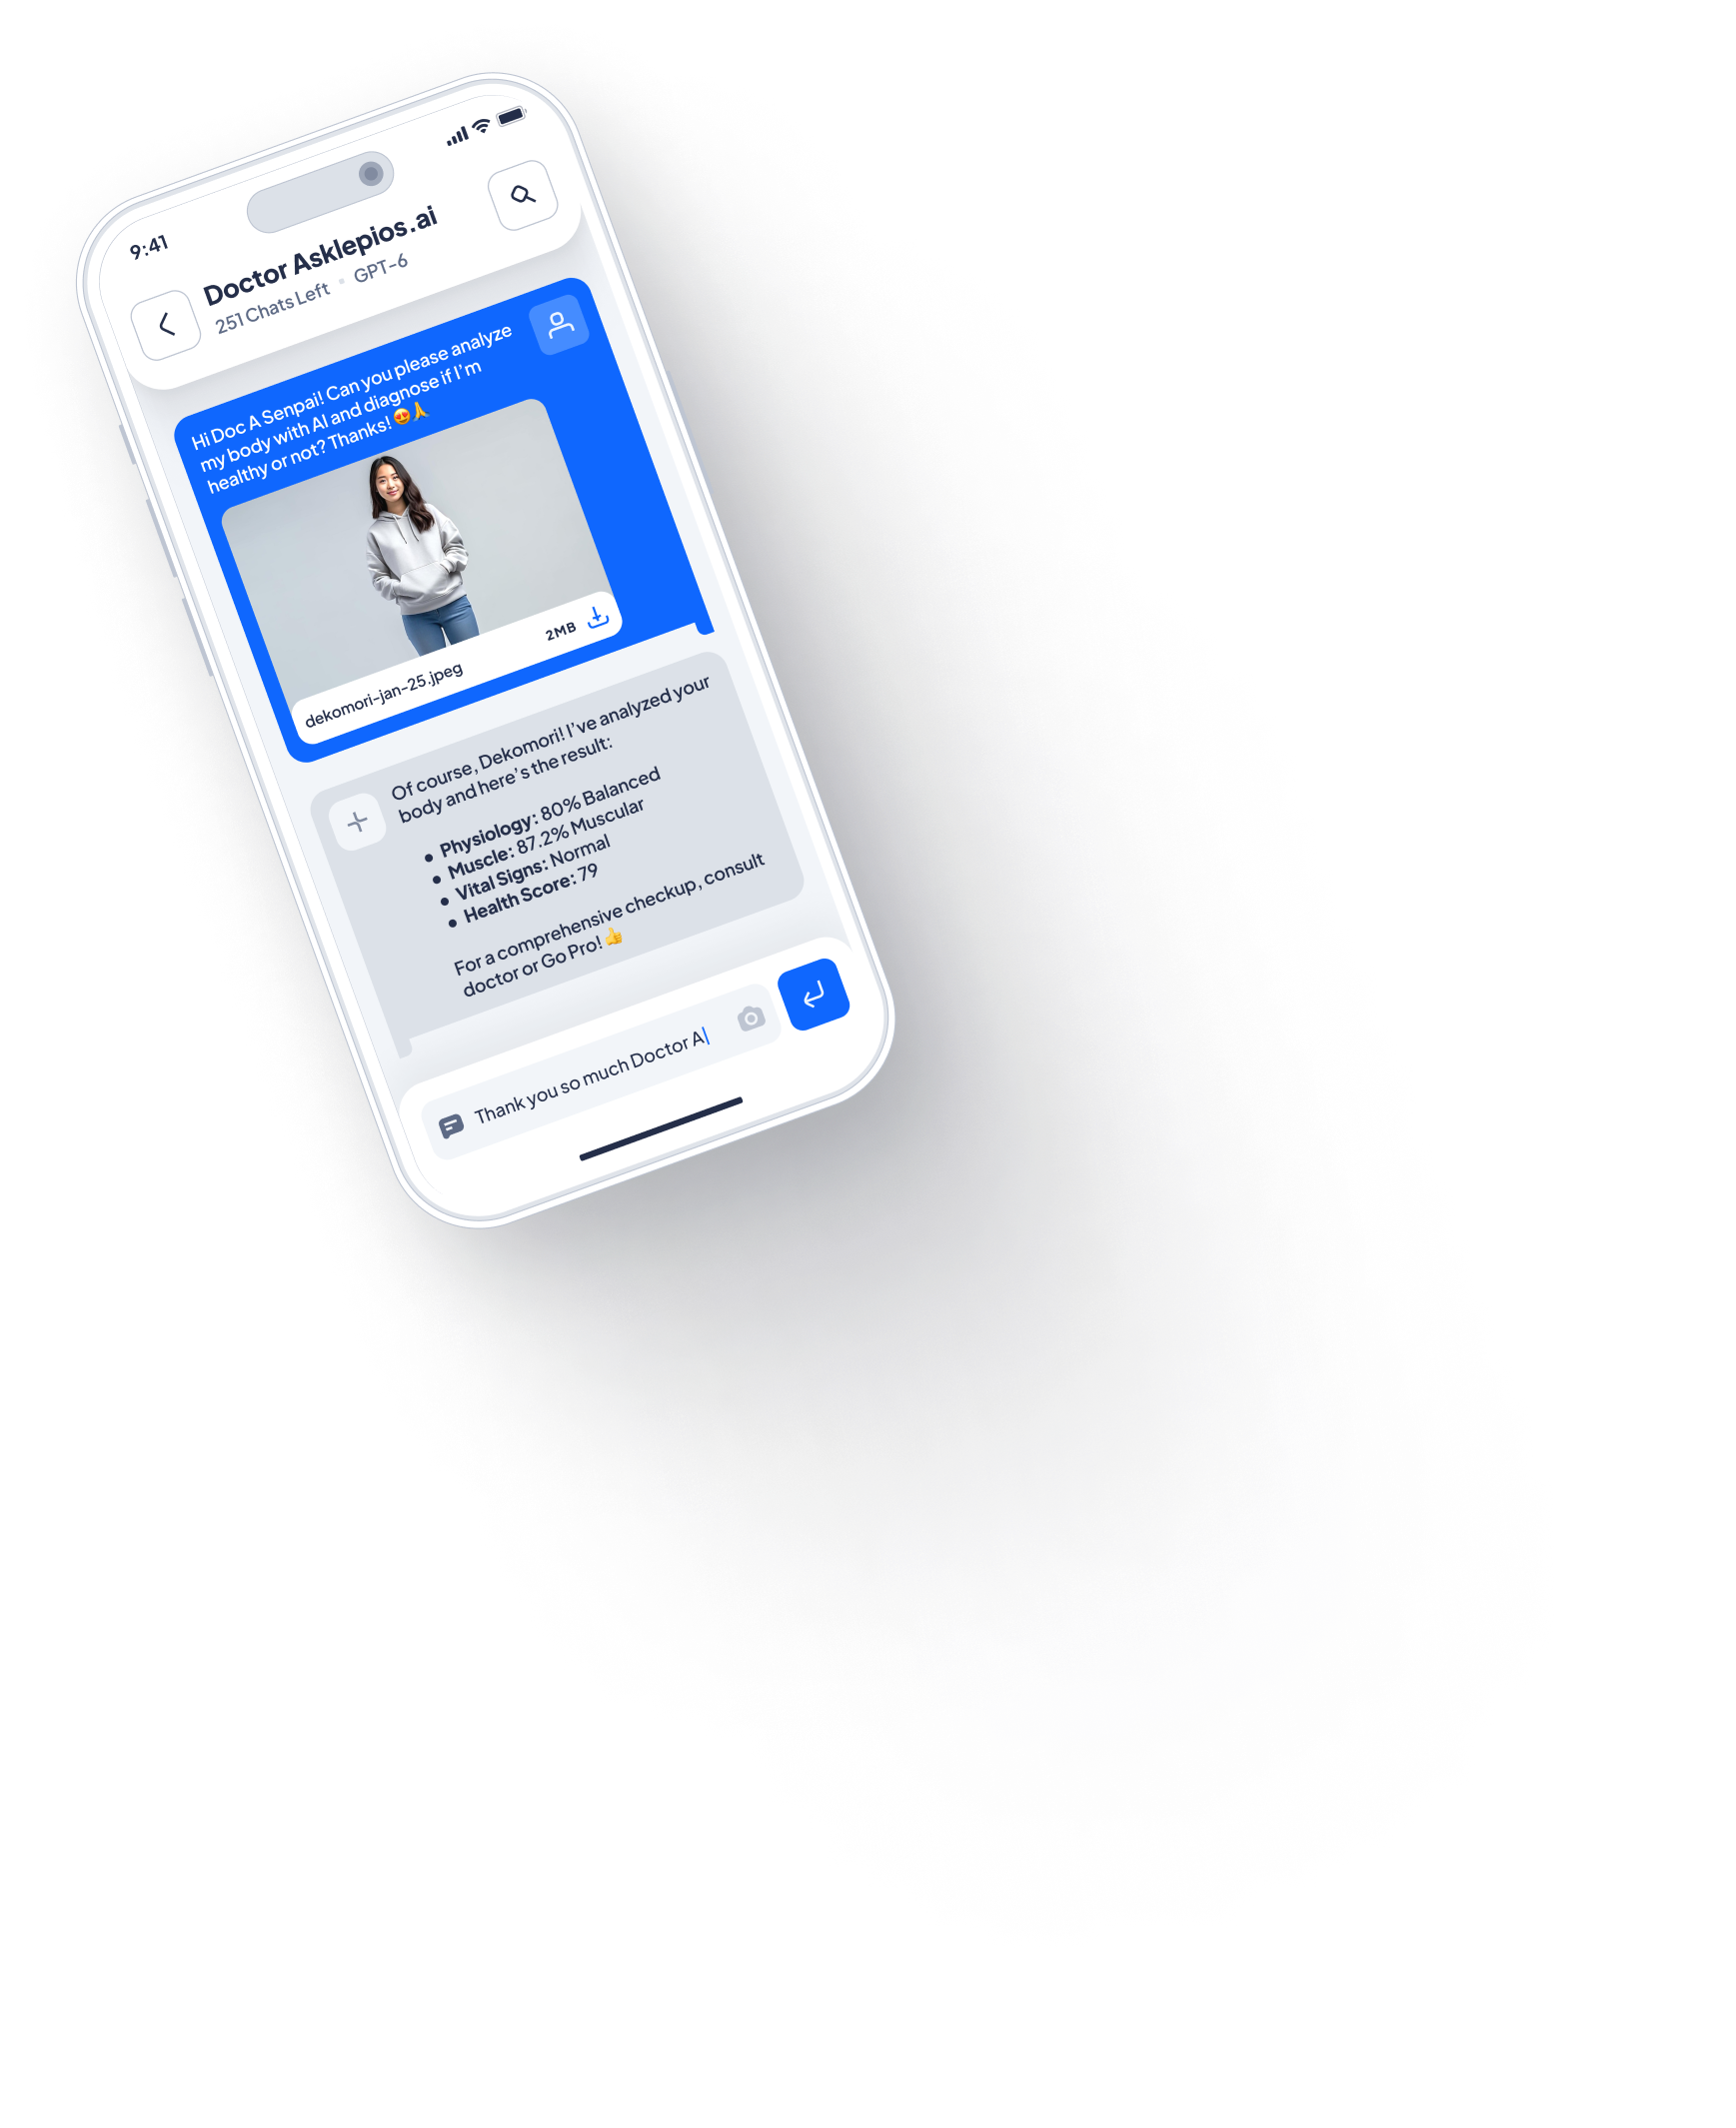 9:41
Doctor Asklepios.ai
251 Chats Left • GPT-6
Hi Doc A Senpai! Can you please analyze
my body with AI and diagnose if I'm
healthy or not? Thanks! 😍🙏
dekomori-jan-25.jpeg 2MB
Of course, Dekomori! I've analyzed your
body and here's the result:
• Physiology: 80% Balanced
• Muscle: 87.2% Muscular
• Vital Signs: Normal
• Health Score: 79
For a comprehensive checkup, consult
doctor or Go Pro! 👍
Thank you so much Doctor A